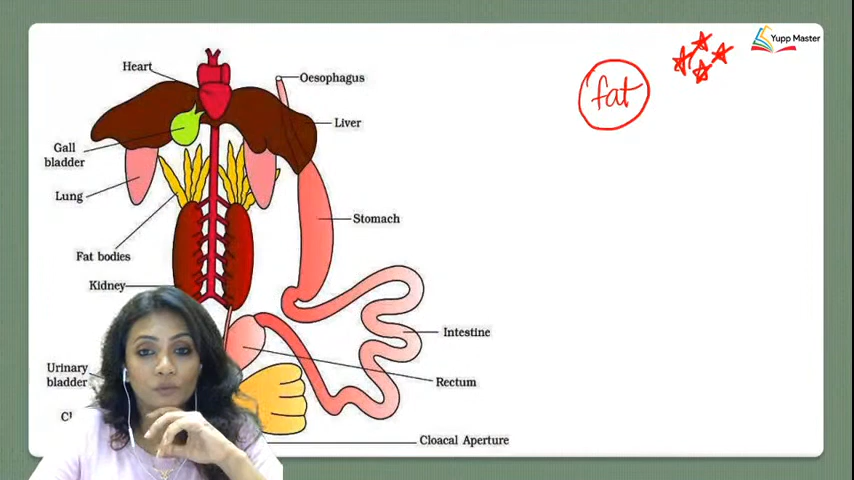 Yupp Master
fat
Heart
Oesophagus
Liver
Gall
bladder
Lung
Stomach
Fat bodies
Kidney
Intestine
Urinary
bladder
Rectum
Cloacal Aperture